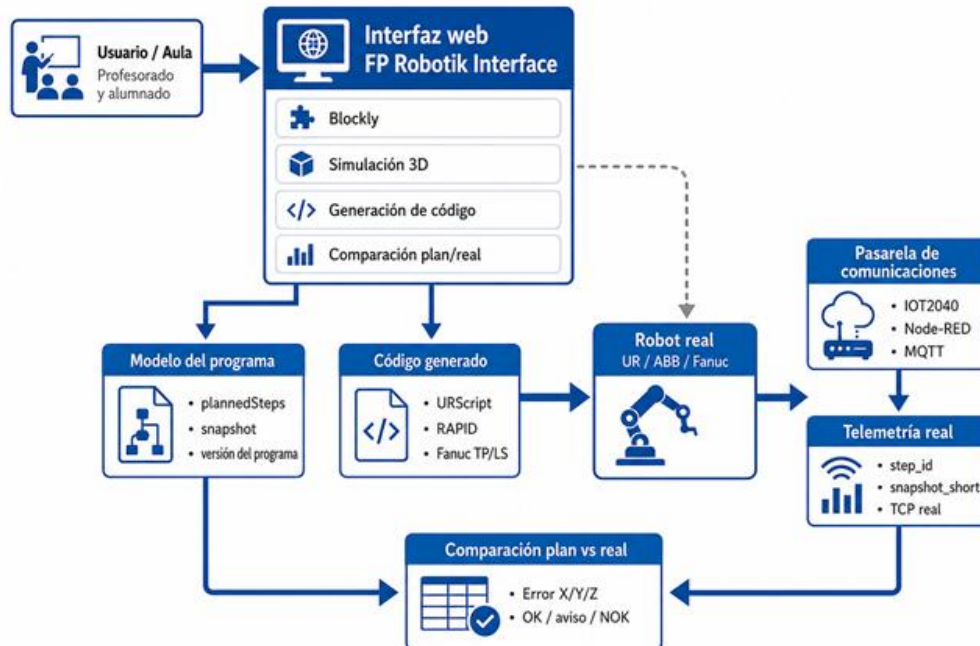 Usuario / Aula
Profesorado
y alumnado
Interfaz web
FP Robotik Interface
Blockly
Simulación 3D
</> Generación de código
Comparación plan/real
Modelo del programa
• plannedSteps
• snapshot
• versión del programa
Código generado
</>
• URScript
• RAPID
• Fanuc TP/LS
Robot real
UR / ABB / Fanuc
Pasarela de
comunicaciones
• IOT2040
• Node-RED
• MQTT
Telemetría real
• step_id
• snapshot_short
• TCP real
Comparación plan vs real
• Error X/Y/Z
• OK / aviso / NOK